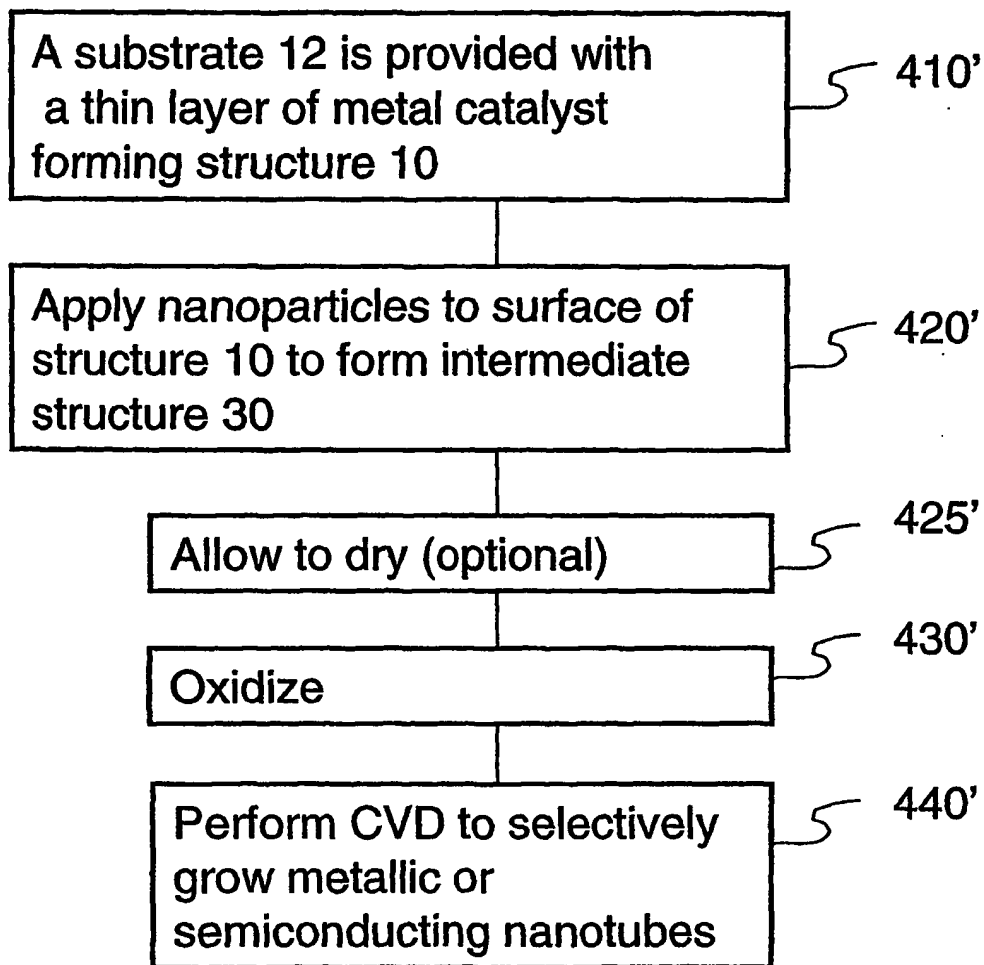 A substrate 12 is provided with
a thin layer of metal catalyst
forming structure 10
410'
Apply nanoparticles to surface of
structure 10 to form intermediate
structure 30
420'
Allow to dry (optional)
425'
Oxidize
430'
Perform CVD to selectively
grow metallic or
semiconducting nanotubes
440'